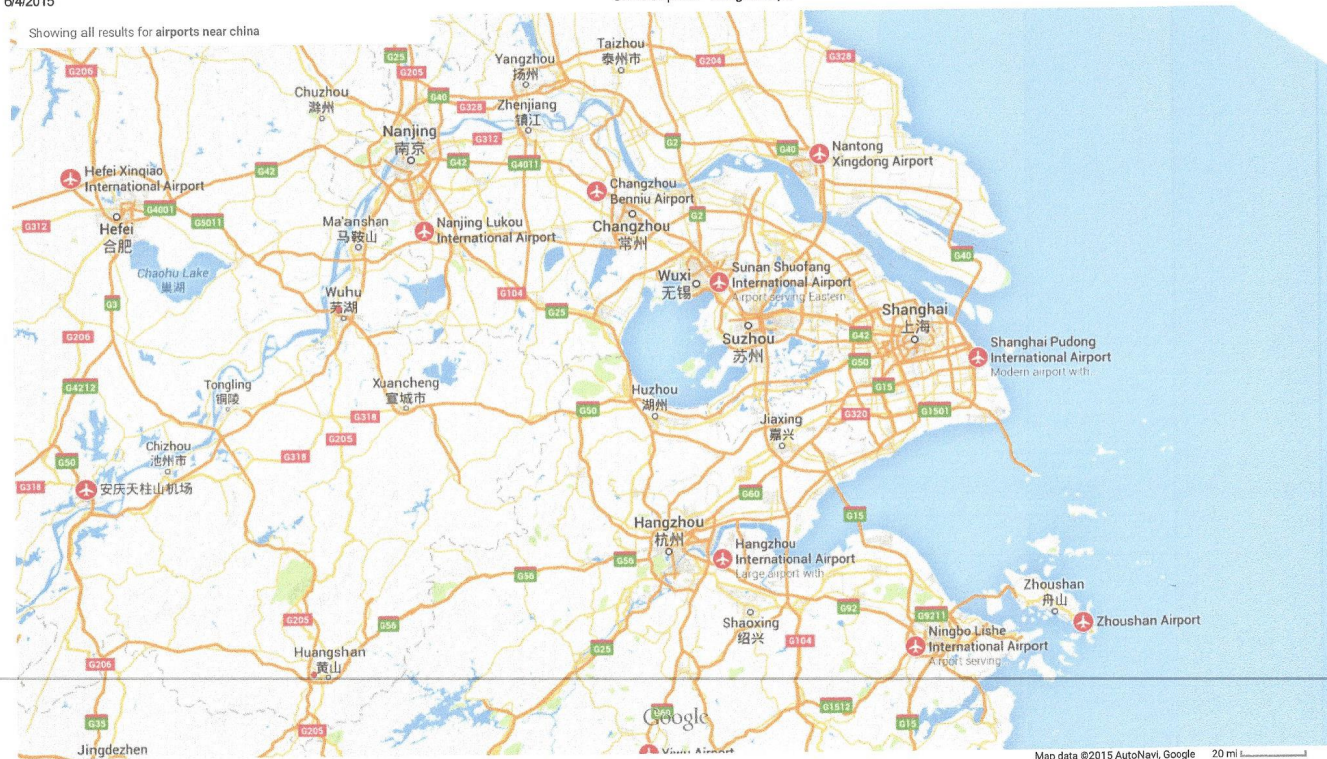 6/4/2015
Showing all results for airports near china
G206
G25
G205
Yangzhou
扬州
Taizhou
泰州市
G204
G328
Chuzhou
滁州
G40
G328
Zhenjiang
镇江
Nanjing
南京
G312
G2
G40
Nantong
Xingdong Airport
G42
G42
G4011
Hefei Xinqiao
International Airport
Changzhou
Benniu Airport
G4001
G5011
G312
Hefei
合肥
Ma'anshan
马鞍山
Nanjing Lukou
International Airport
Changzhou
常州
G2
G40
Chaohu Lake
巢湖
Wuxi
无锡
Sunan Shuofang
International Airport
Airport serving Eastern
G3
Wuhu
芜湖
G104
G25
Shanghai
上海
G206
Suzhou
苏州
G42
G50
Shanghai Pudong
International Airport
Modern airport with
G4212
Tongling
铜陵
Xuancheng
宣城市
Huzhou
湖州
G15
G318
G50
G320
G1501
Jiaxing
嘉兴
G205
Chizhou
池州市
G318
G50
G318
安庆天柱山机场
G60
G15
Hangzhou
杭州
Hangzhou
International Airport
Large airport with
G56
G56
Zhoushan
舟山
G92
G9211
Zhoushan Airport
G205
G56
Shaoxing
绍兴
G104
Ningbo Lishe
International Airport
Airport serving
G25
Huangshan
黄山
G206
G35
G205
Google
G1512
G15
Jingdezhen
Yiwu Airport
Map data ©2015 AutoNavi, Google
20 mi